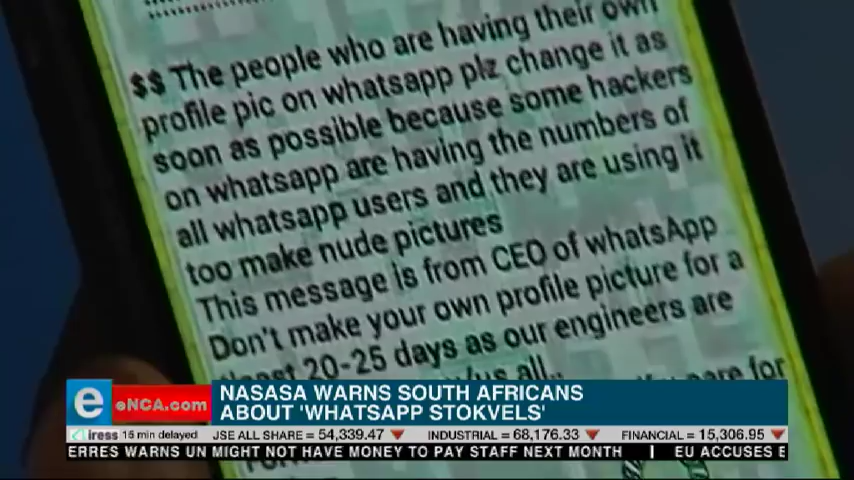 $$ The people who are having their own
profile pic on whatsapp plz change it as
soon as possible because some hackers
on whatsapp are having the numbers of
all whatsapp users and they are using it
too make nude pictures
This message is from CEO of whatsApp
Don't make your own profile picture for a
20-25 days as our engineers are
all..
for
e eNCA.com
NASASA WARNS SOUTH AFRICANS
ABOUT 'WHATSAPP STOKVELS'
iress 15 min delayed JSE ALL SHARE = 54,339.47 ▼ INDUSTRIAL = 68,176.33 ▼ FINANCIAL = 15,306.95 ▼
ERRES WARNS UN MIGHT NOT HAVE MONEY TO PAY STAFF NEXT MONTH | EU ACCUSES